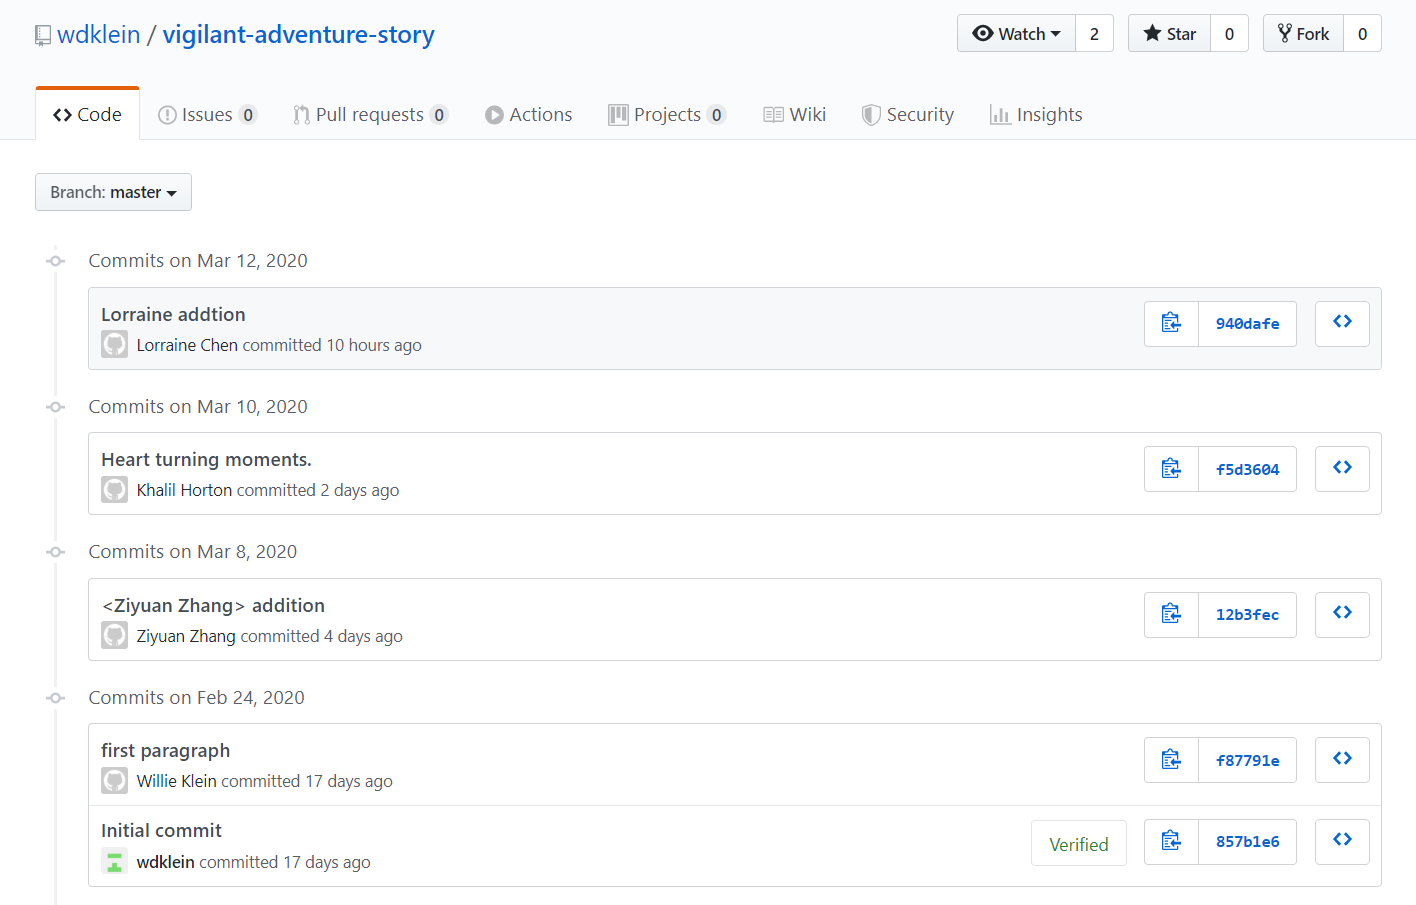 wdklein / vigilant-adventure-story
Watch 2 Star 0 Fork 0
Code Issues 0 Pull requests 0 Actions Projects 0 Wiki Security Insights
Branch: master
Commits on Mar 12, 2020
Lorraine addtion
Lorraine Chen committed 10 hours ago
940dafe
Commits on Mar 10, 2020
Heart turning moments.
Khalil Horton committed 2 days ago
f5d3604
Commits on Mar 8, 2020
<Ziyuan Zhang> addition
Ziyuan Zhang committed 4 days ago
12b3fec
Commits on Feb 24, 2020
first paragraph
Willie Klein committed 17 days ago
f87791e
Initial commit
wdklein committed 17 days ago
Verified
857b1e6